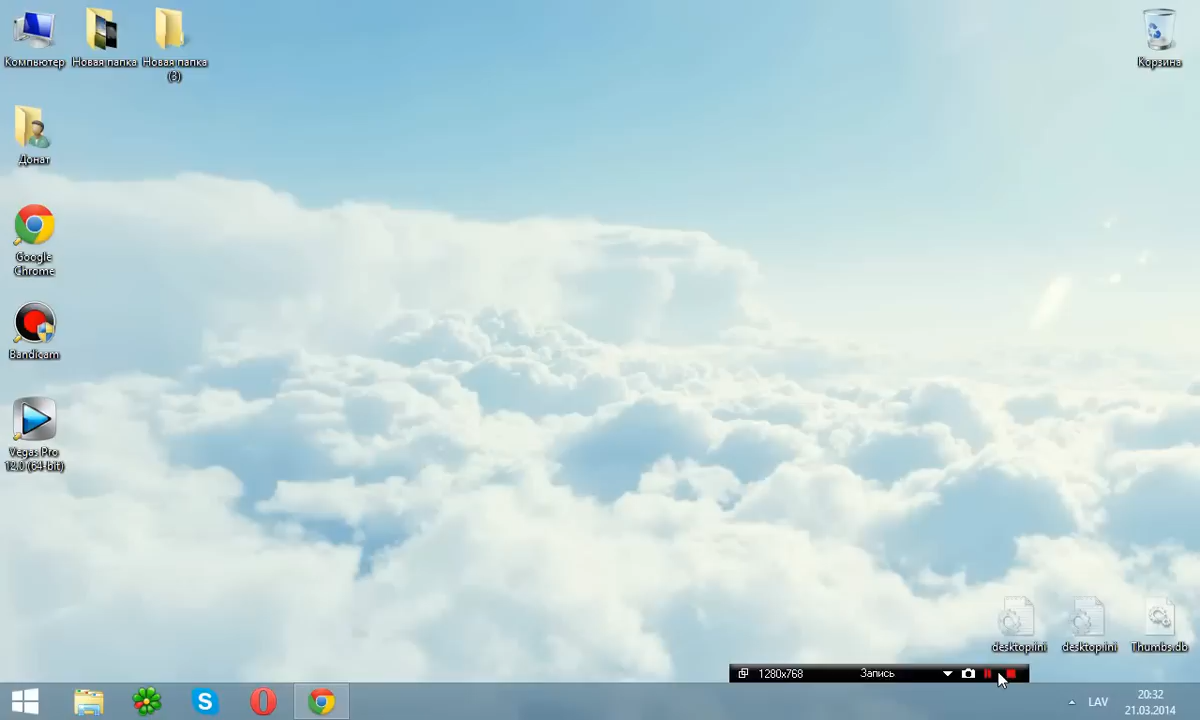 Компьютер
Новая папка
Новая папка
(3)
Корзина
Донат
Google
Chrome
Bandicam
Vegas Pro
12.0 (64-bit)
desktop.ini
desktop.ini
Thumbs.db
1280x768
Запись
LAV
20:32
21.03.2014